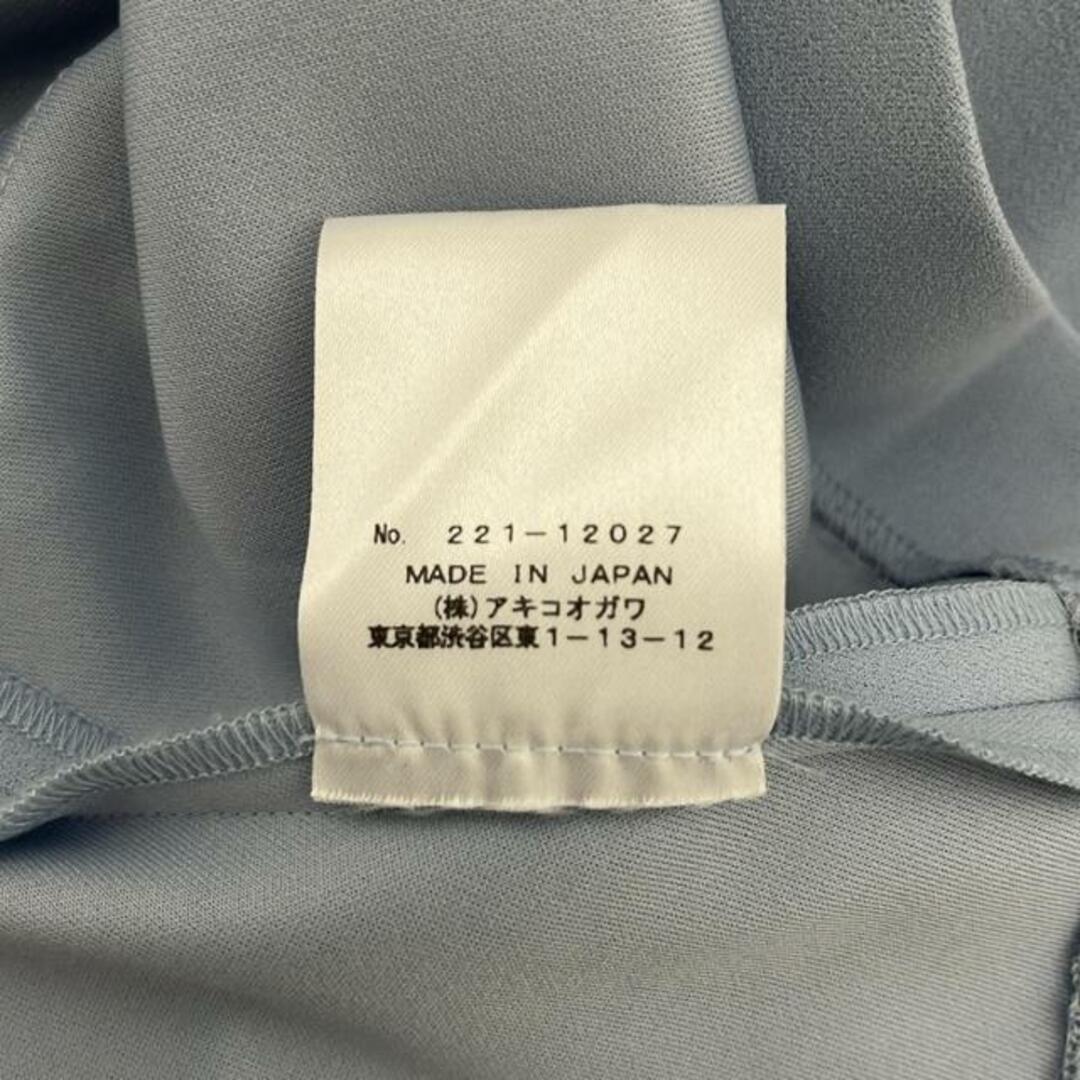 No. 221-12027
MADE IN JAPAN
(株)アキコオガワ
東京都渋谷区東1-13-12